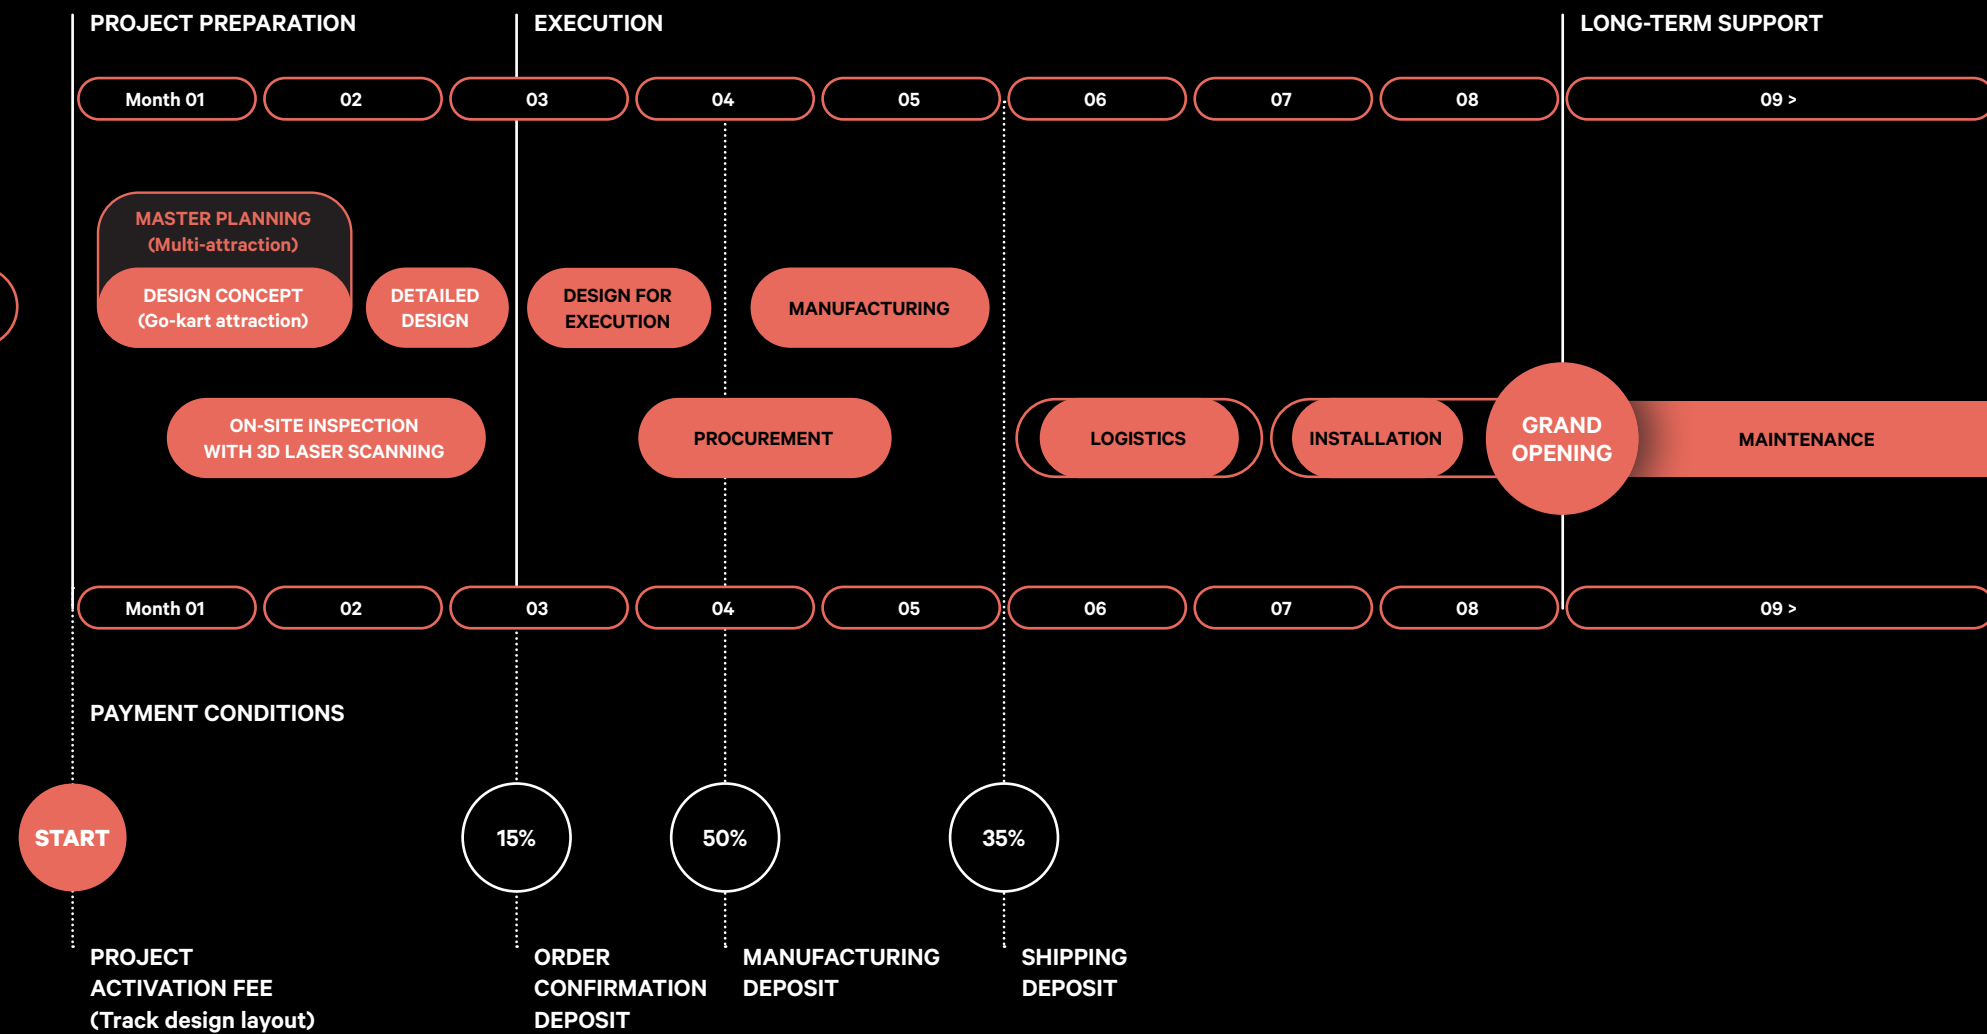 PROJECT PREPARATION
EXECUTION
LONG-TERM SUPPORT
Month 01
02
03
04
05
06
07
08
09 >
MASTER PLANNING
(Multi-attraction)
DESIGN CONCEPT
(Go-kart attraction)
DETAILED
DESIGN
DESIGN FOR
EXECUTION
MANUFACTURING
ON-SITE INSPECTION
WITH 3D LASER SCANNING
PROCUREMENT
LOGISTICS
INSTALLATION
GRAND
OPENING
MAINTENANCE
Month 01
02
03
04
05
06
07
08
09 >
PAYMENT CONDITIONS
START
15%
50%
35%
PROJECT
ACTIVATION FEE
(Track design layout)
ORDER
CONFIRMATION
DEPOSIT
MANUFACTURING
DEPOSIT
SHIPPING
DEPOSIT